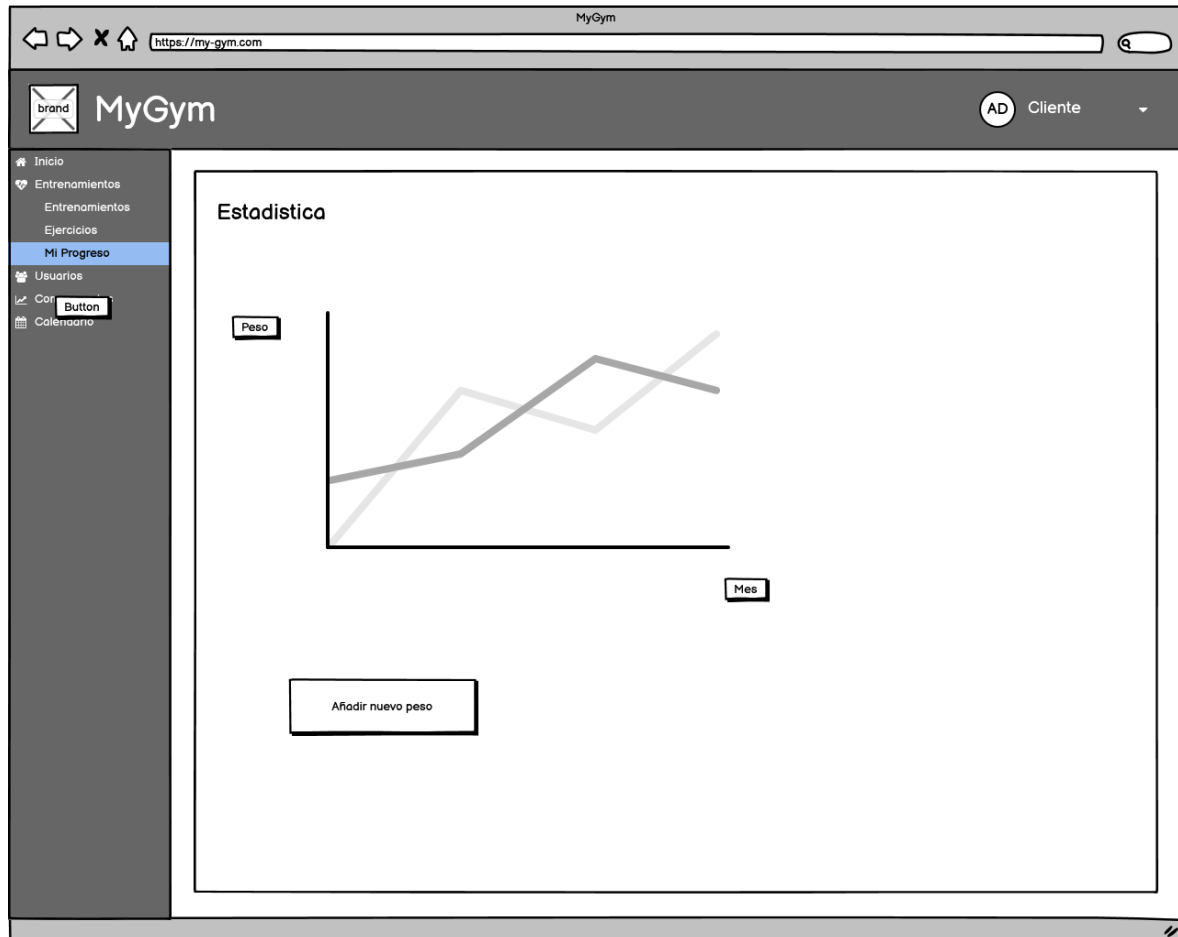 MyGym
https://my-gym.com
brand
MyGym
AD
Cliente
Inicio
Entrenamientos
Entrenamientos
Ejercicios
Mi Progreso
Usuarios
Button
Calendario
Estadistica
Peso
Mes
Añadir nuevo peso